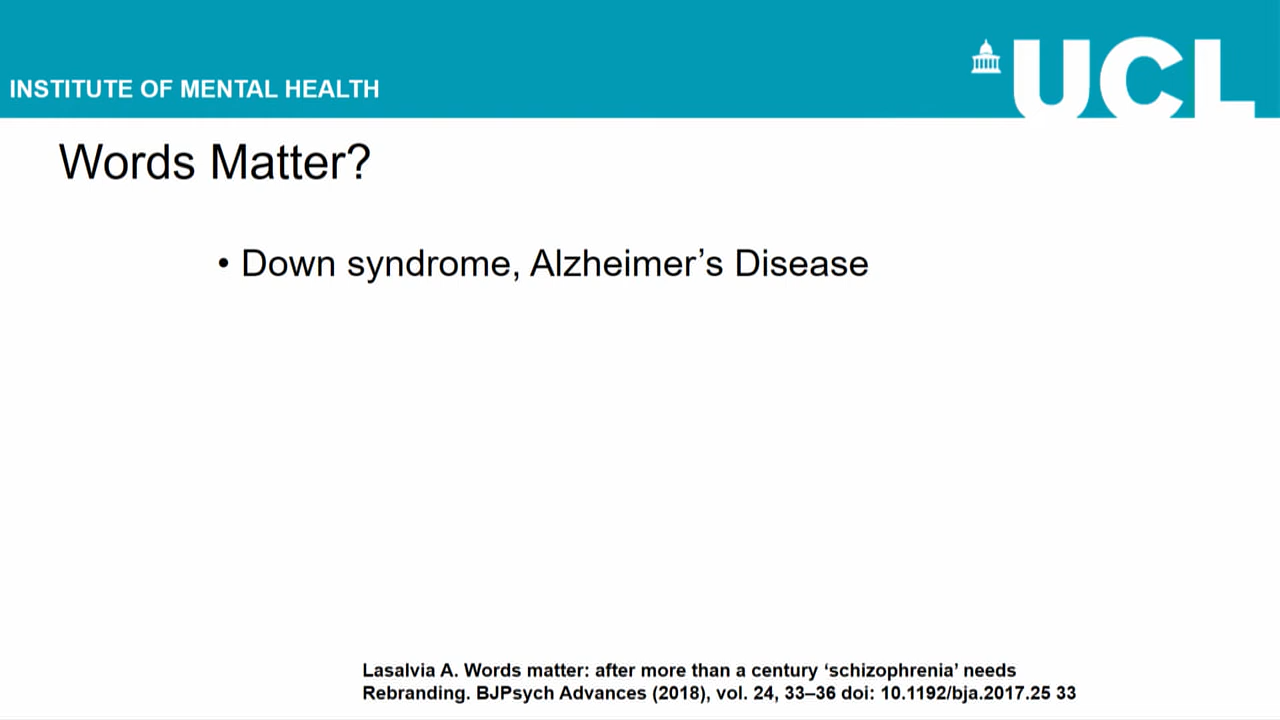 INSTITUTE OF MENTAL HEALTH
UCL
Words Matter?
• Down syndrome, Alzheimer’s Disease
Lasalvia A. Words matter: after more than a century ‘schizophrenia’ needs
Rebranding. BJPsych Advances (2018), vol. 24, 33–36 doi: 10.1192/bja.2017.25 33